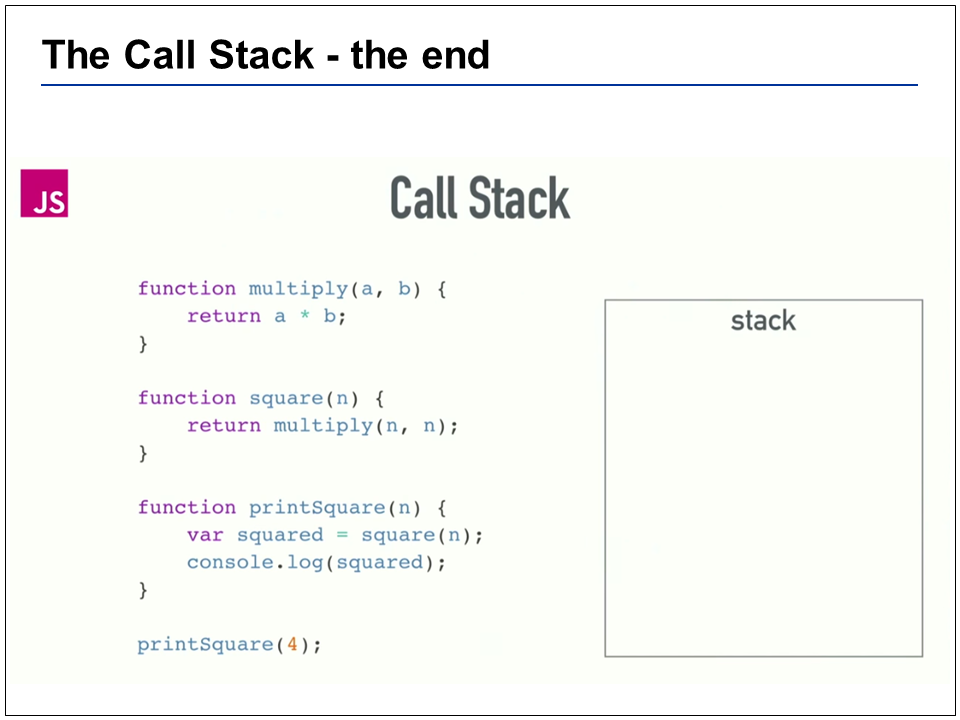 The Call Stack - the end
JS
Call Stack
function multiply(a, b) {
    return a * b;
}
function square(n) {
    return multiply(n, n);
}
function printSquare(n) {
    var squared = square(n);
    console.log(squared);
}
printSquare(4);
stack